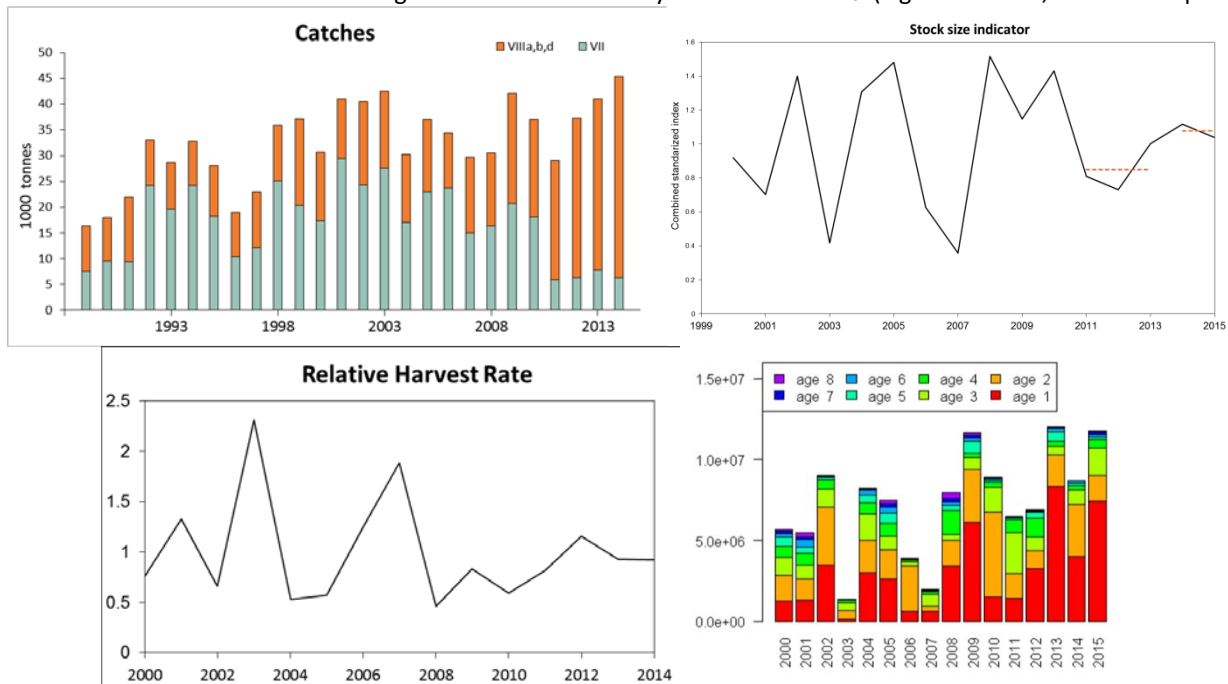 Catches
VIIIa,b,d VII
50
45
40
35
30
25
20
15
10
5
0
1000 tonnes
1993 1998 2003 2008 2013
Stock size indicator
1.6
1.4
1.2
1
0.8
0.6
0.4
0.2
0
Combined standarized index
1999 2001 2003 2005 2007 2009 2011 2013 2015
Relative Harvest Rate
2.5
2
1.5
1
0.5
0
2000 2002 2004 2006 2008 2010 2012 2014
age 8 age 6 age 4 age 2
age 7 age 5 age 3 age 1
1.5e+07
1.0e+07
5.0e+06
0.0e+00
2000 2001 2002 2003 2004 2005 2006 2007 2008 2009 2010 2011 2012 2013 2014 2015